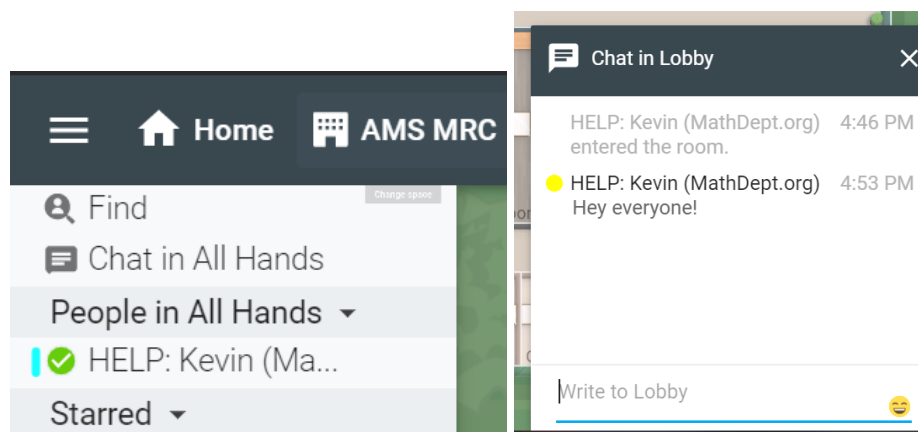 Home
AMS MRC
Change space
Find
Chat in All Hands
People in All Hands
HELP: Kevin (Ma...
Starred
Chat in Lobby
HELP: Kevin (MathDept.org) 4:46 PM
entered the room.
HELP: Kevin (MathDept.org) 4:53 PM
Hey everyone!
Write to Lobby